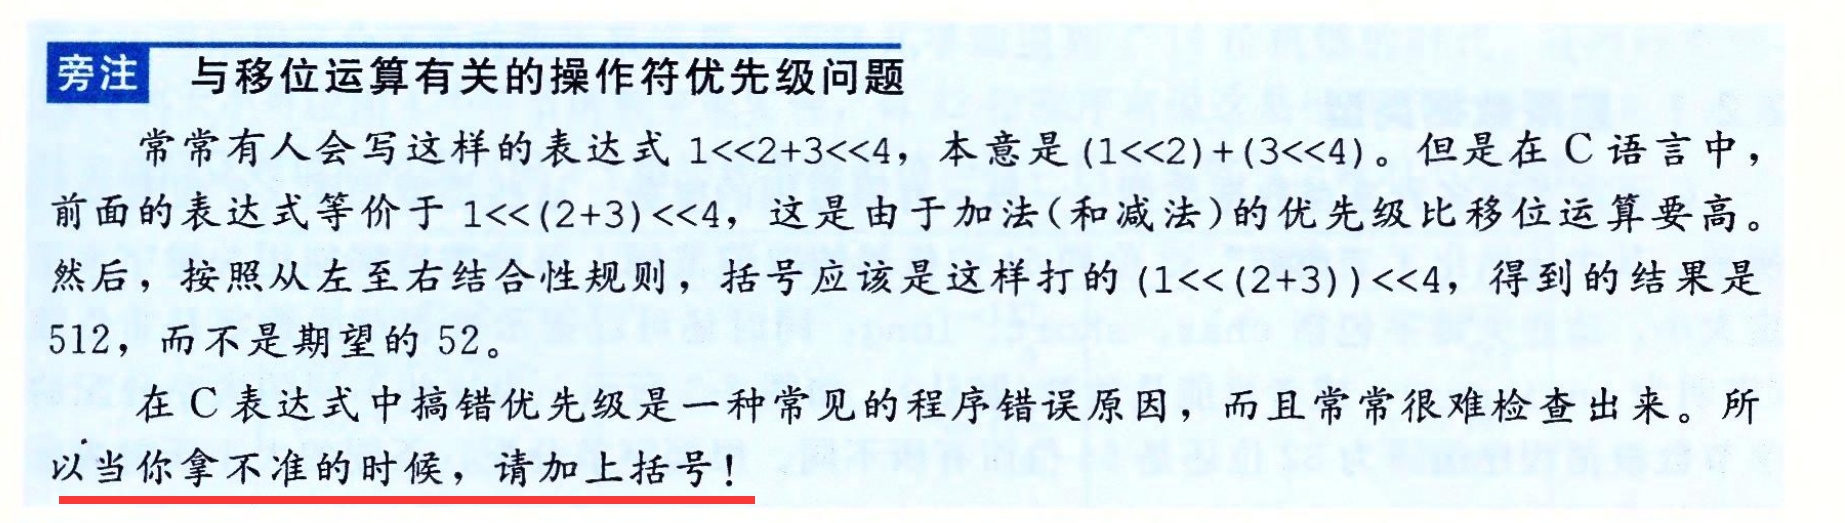 旁注 与移位运算有关的操作符优先级问题
常常有人会写这样的表达式 1<<2+3<<4，本意是 (1<<2)+(3<<4)。但是在 C 语言中，
前面的表达式等价于 1<<(2+3)<<4，这是由于加法(和减法)的优先级比移位运算要高。
然后，按照从左至右结合性规则，括号应该是这样打的 (1<<(2+3))<<4，得到的结果是
512，而不是期望的 52。
在 C 表达式中搞错优先级是一种常见的程序错误原因，而且常常很难检查出来。所
以当你拿不准的时候，请加上括号！